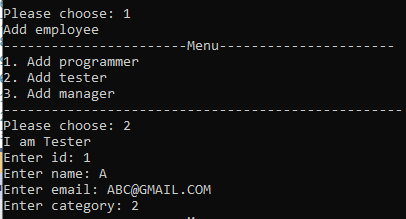 Please choose: 1
Add employee
-----------------------Menu----------------------
1. Add programmer
2. Add tester
3. Add manager
--------------------------------------------------
Please choose: 2
I am Tester
Enter id: 1
Enter name: A
Enter email: ABC@GMAIL.COM
Enter category: 2